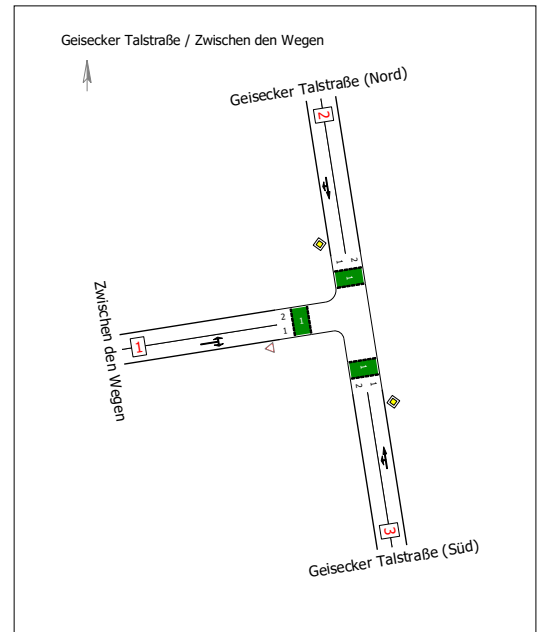 Geisecker Talstraße / Zwischen den Wegen
Geisecker Talstraße (Nord)
2
1 2
1
Zwischen den Wegen
1
2
1
1
1
2 1
3
Geisecker Talstraße (Süd)